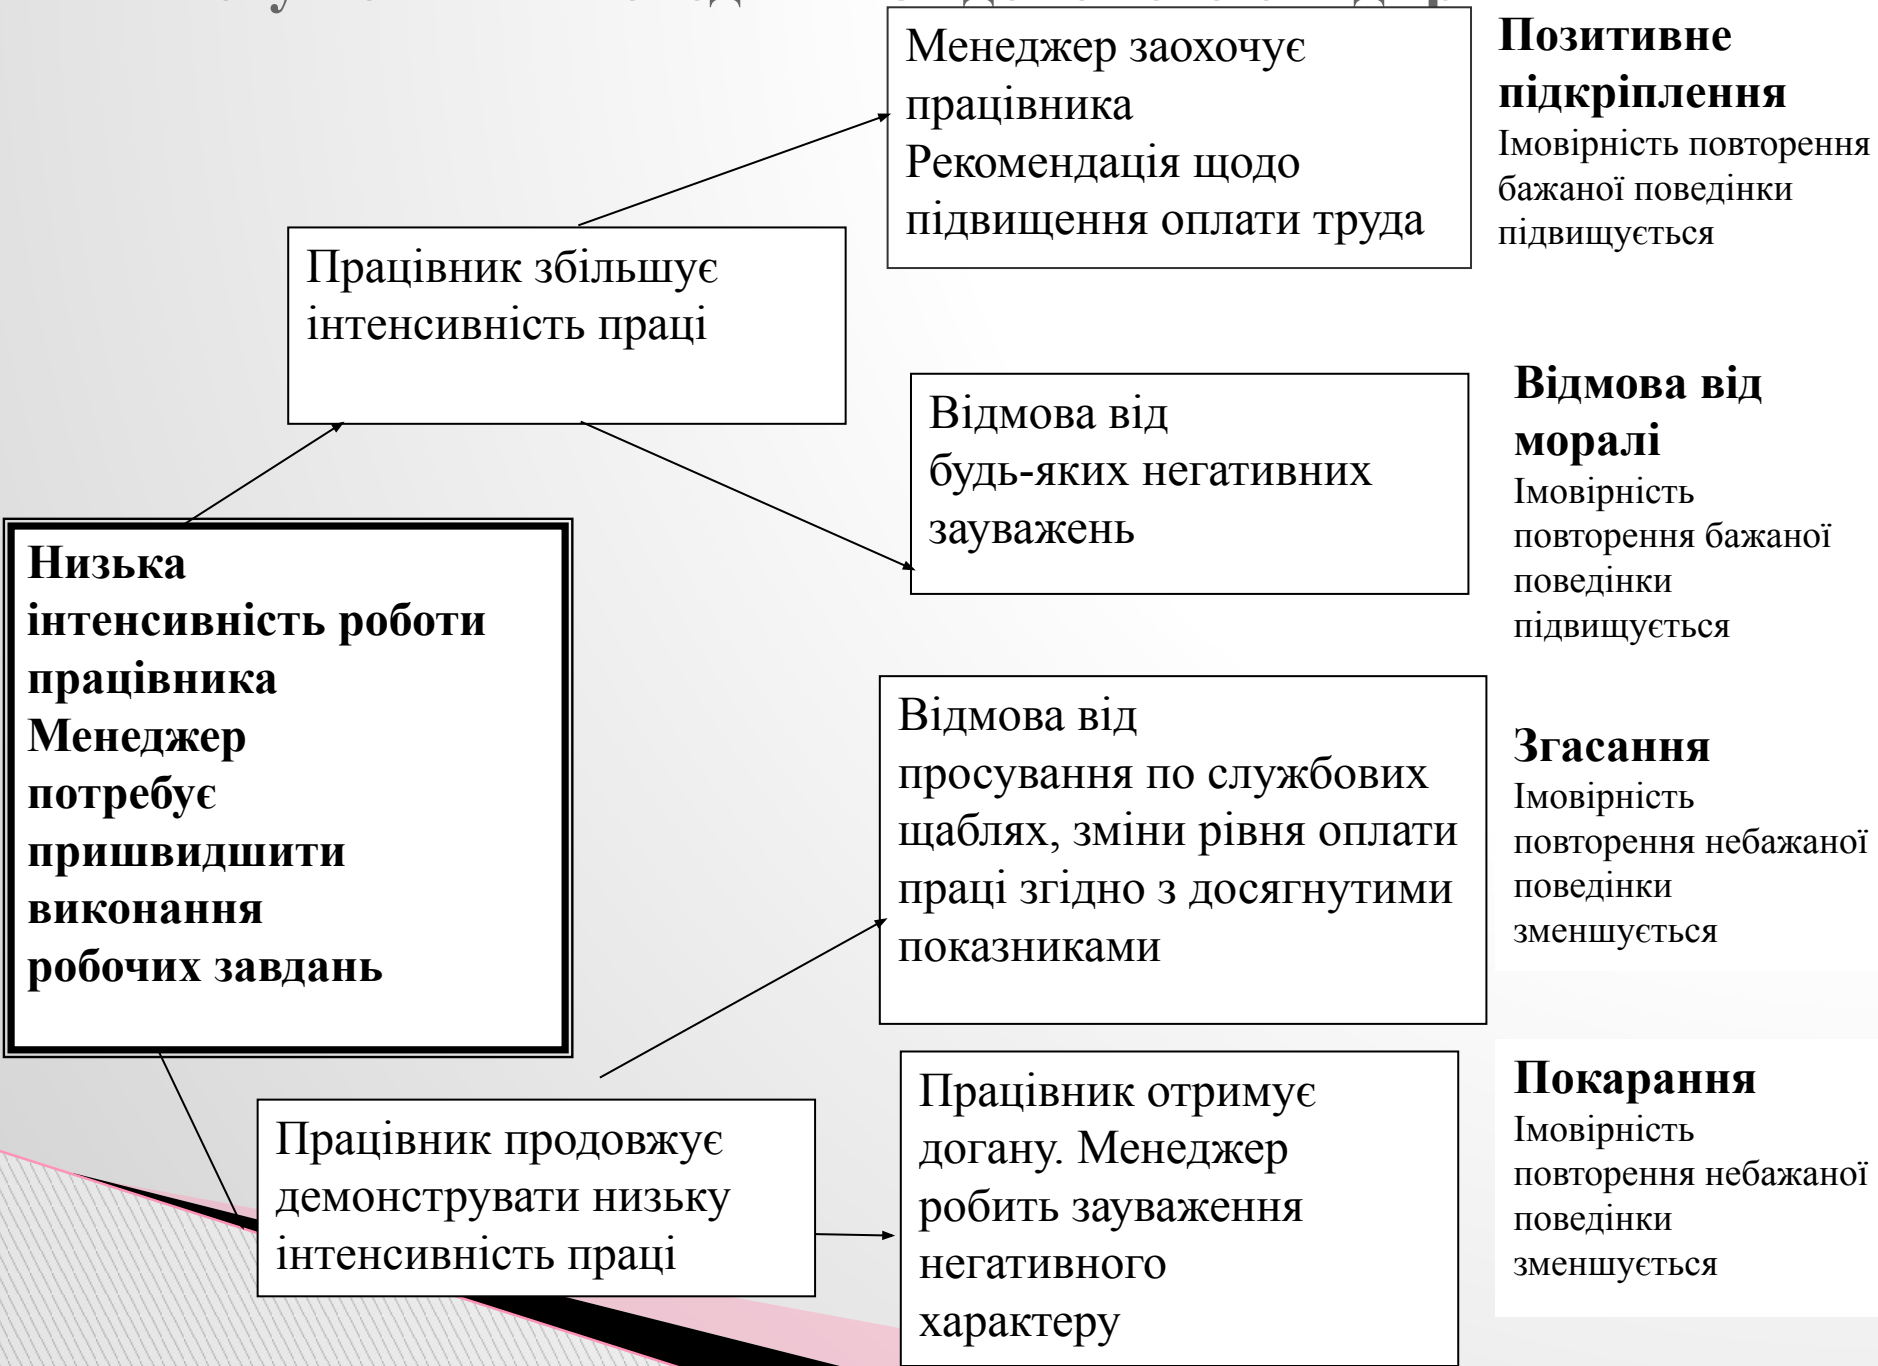 Менеджер заохочує
працівника
Рекомендація щодо
підвищення оплати труда
Позитивне
підкріплення
Імовірність повторення
бажаної поведінки
підвищується
Працівник збільшує
інтенсивність праці
Відмова від
будь-яких негативних
зауважень
Відмова від
моралі
Імовірність
повторення бажаної
поведінки
підвищується
Низька
інтенсивність роботи
працівника
Менеджер
потребує
пришвидшити
виконання
робочих завдань
Відмова від
просування по службових
щаблях, зміни рівня оплати
праці згідно з досягнутими
показниками
Згасання
Імовірність
повторення небажаної
поведінки
зменшується
Працівник продовжує
демонструвати низьку
інтенсивність праці
Працівник отримує
догану. Менеджер
робить зауваження
негативного
характеру
Покарання
Імовірність
повторення небажаної
поведінки
зменшується